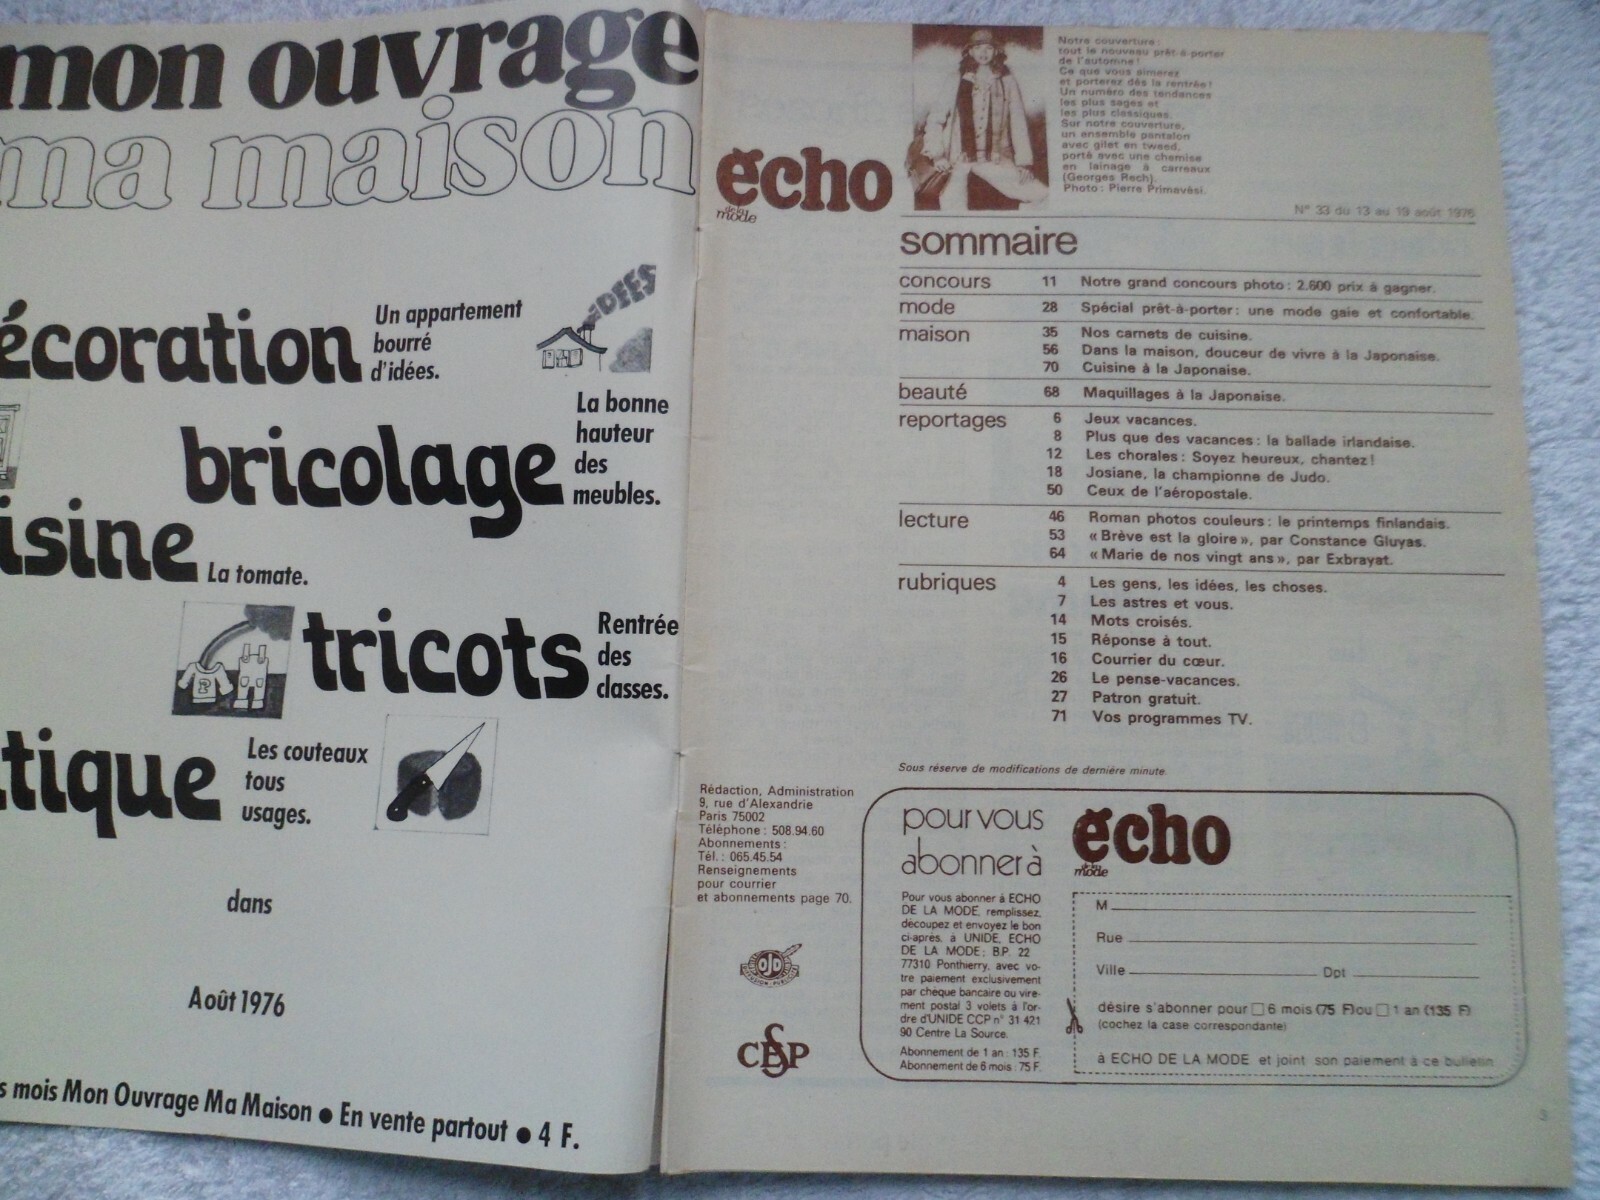 mon ouvrage
ma maison
écoration
Un appartement
bourré
d'idées.
IDÉES
bricolage
La bonne
hauteur
des
meubles.
isine
La tomate.
tricots
Rentrée
des
classes.
P
tique
Les couteaux
tous
usages.
dans
Août 1976
s mois Mon Ouvrage Ma Maison ● En vente partout ● 4 F.
écho
de la
mode
Notre couverture :
tout le nouveau prêt-à-porter
de l'automne !
Ce que vous aimerez
et porterez dès la rentrée !
Un numéro des tendances
les plus sages et
les plus classiques.
Sur notre couverture,
un ensemble pantalon
avec gilet en tweed,
porté avec une chemise
en lainage à carreaux
(Georges Rech).
Photo : Pierre Primavési.
N° 33 du 13 au 19 août 1976
sommaire
concours 11 Notre grand concours photo : 2.600 prix à gagner.
mode 28 Spécial prêt-à-porter : une mode gaie et confortable.
maison 35 Nos carnets de cuisine.
56 Dans la maison, douceur de vivre à la Japonaise.
70 Cuisine à la Japonaise.
beauté 68 Maquillages à la Japonaise.
reportages 6 Jeux vacances.
8 Plus que des vacances : la ballade irlandaise.
12 Les chorales : Soyez heureux, chantez !
18 Josiane, la championne de Judo.
50 Ceux de l'aéropostale.
lecture 46 Roman photos couleurs : le printemps finlandais.
53 « Brève est la gloire », par Constance Gluyas.
64 « Marie de nos vingt ans », par Exbrayat.
rubriques 4 Les gens, les idées, les choses.
7 Les astres et vous.
14 Mots croisés.
15 Réponse à tout.
16 Courrier du cœur.
26 Le pense-vacances.
27 Patron gratuit.
71 Vos programmes TV.
Sous réserve de modifications de dernière minute.
Rédaction, Administration
9, rue d'Alexandrie
Paris 75002
Téléphone : 508.94.60
Abonnements :
Tél. : 065.45.54
Renseignements
pour courrier
et abonnements page 70.
OJD
CESP
pour vous
abonner à
Pour vous abonner à ECHO
DE LA MODE, remplissez,
découpez et envoyez le bon
ci-après, à UNIDE, ECHO
DE LA MODE ; B.P. 22
77310 Ponthierry, avec vo-
tre paiement exclusivement
par chèque bancaire ou vire-
ment postal 3 volets à l'or-
dre d'UNIDE CCP n° 31 421
90 Centre La Source.
Abonnement de 1 an : 135 F.
Abonnement de 6 mois : 75 F.
écho
de la
mode
M
Rue
Ville Dpt
désire s'abonner pour □ 6 mois (75 F) ou □ 1 an (135 F)
(cochez la case correspondante)
à ECHO DE LA MODE et joint son paiement à ce bulletin
3